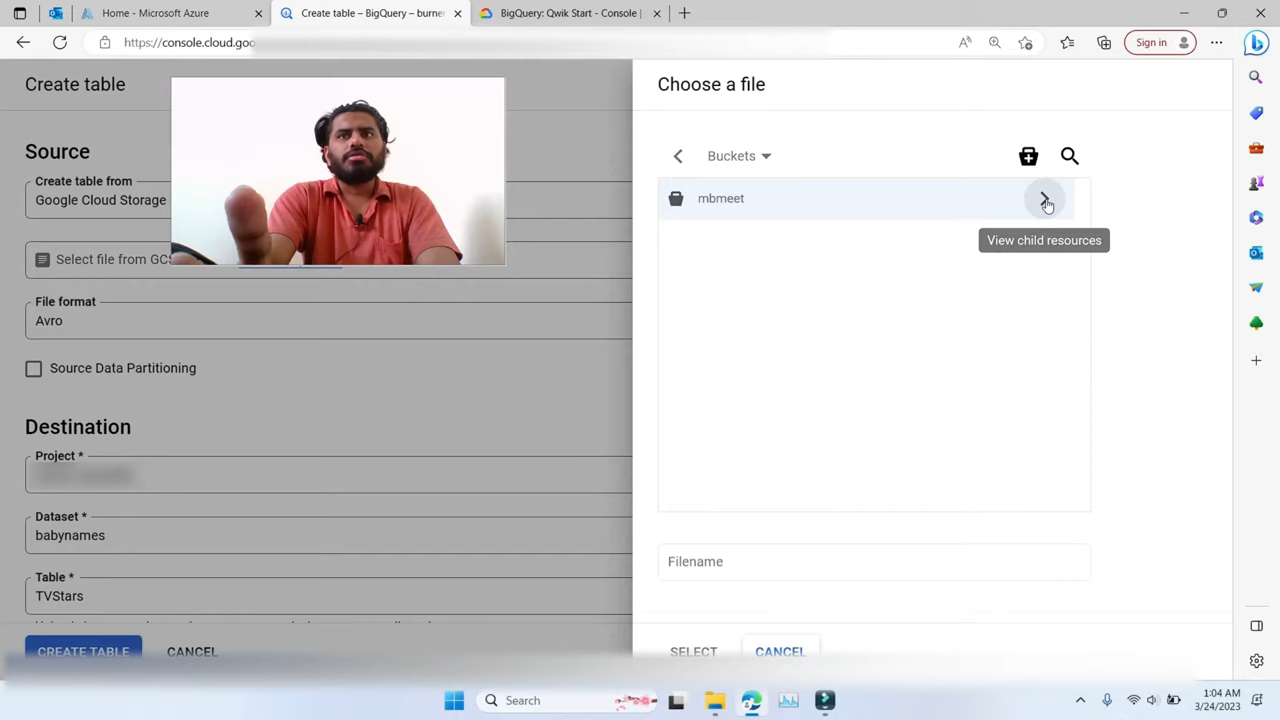 Home - Microsoft Azure
Create table – BigQuery – burner
BigQuery: Qwik Start - Console |
https://console.cloud.goo
Sign in
Create table
Source
Create table from
Google Cloud Storage
Select file from GCS
File format
Avro
Source Data Partitioning
Destination
Project *
Dataset *
babynames
Table *
TVStars
CREATE TABLE
CANCEL
Choose a file
Buckets
mbmeet
View child resources
Filename
SELECT
CANCEL
Search
1:04 AM
3/24/2023